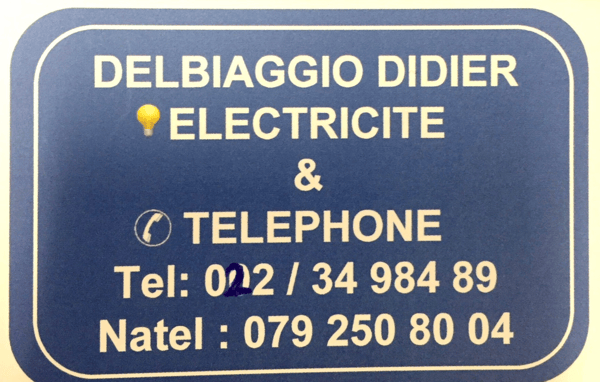 DELBIAGGIO DIDIER
ELECTRICITE
&
TELEPHONE
Tel: 022 / 34 984 89
Natel : 079 250 80 04